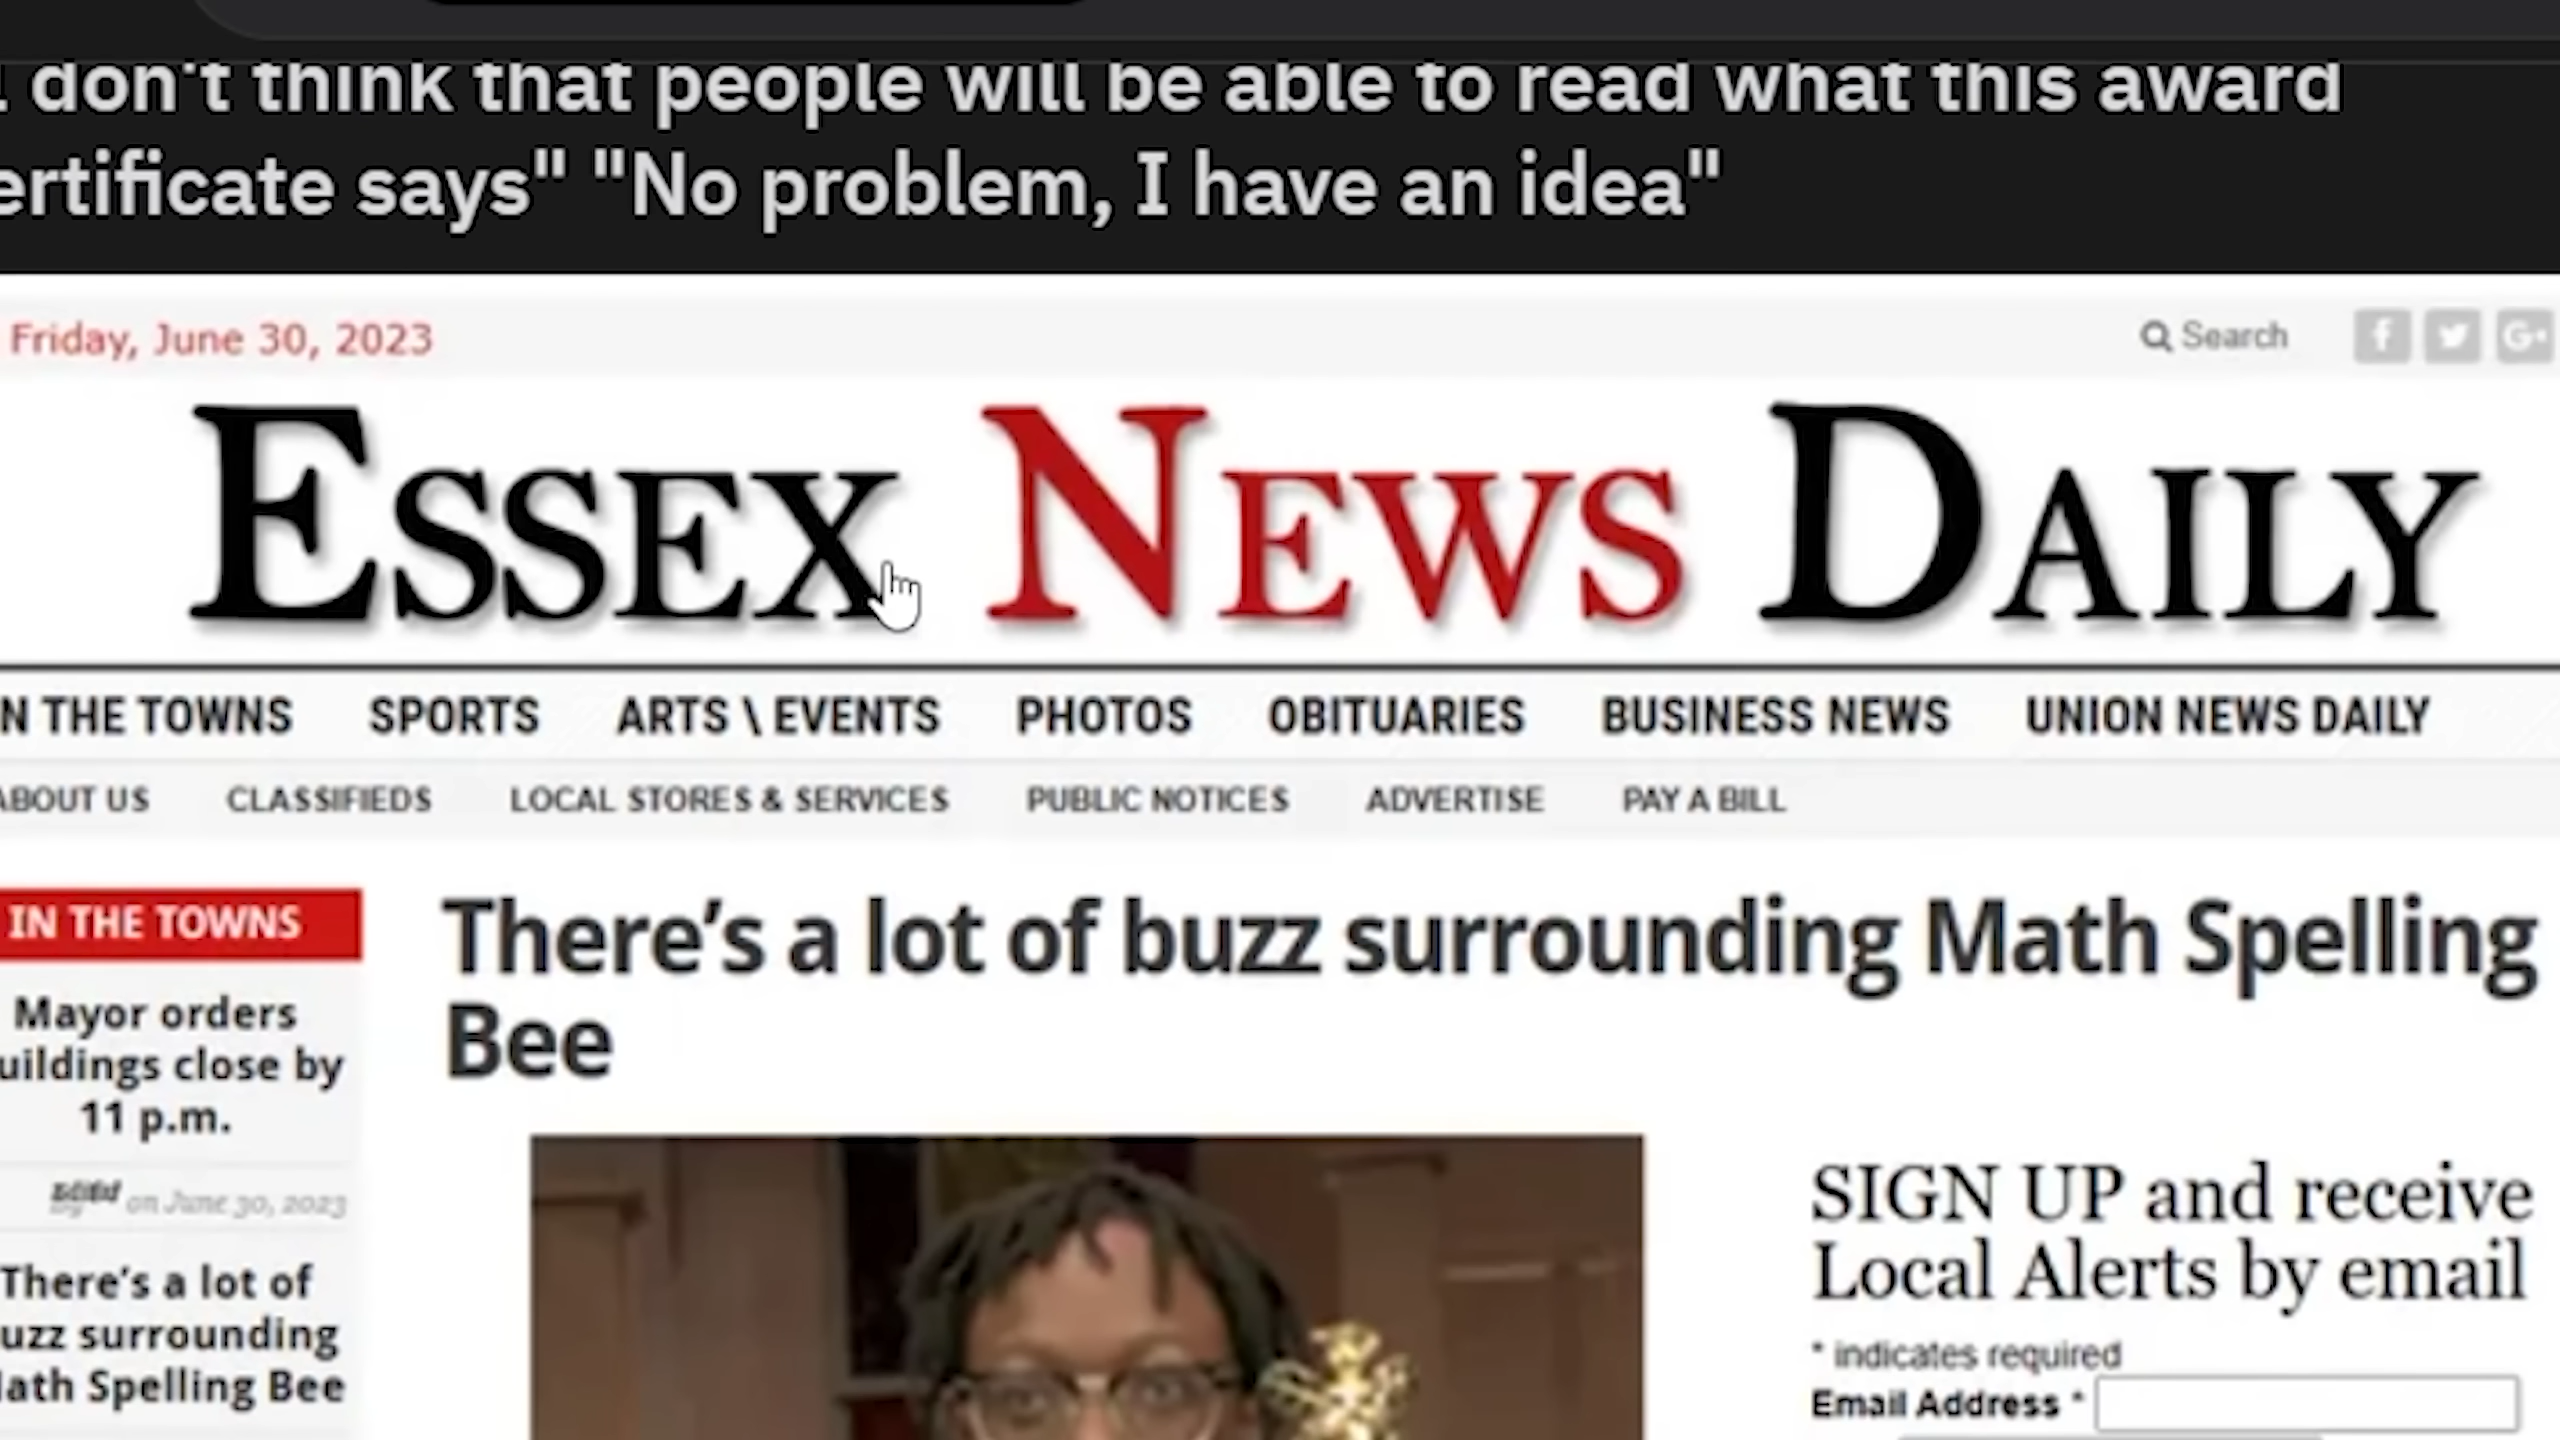 don't think that people will be able to read what this award
ertificate says" "No problem, I have an idea"
Friday, June 30, 2023
Search
ESSEX NEWS DAILY
N THE TOWNS SPORTS ARTS \ EVENTS PHOTOS OBITUARIES BUSINESS NEWS UNION NEWS DAILY
ABOUT US CLASSIFIEDS LOCAL STORES & SERVICES PUBLIC NOTICES ADVERTISE PAY A BILL
IN THE TOWNS
Mayor orders
uildings close by
11 p.m.
on June 30, 2023
There's a lot of
uzz surrounding
ath Spelling Bee
There's a lot of buzz surrounding Math Spelling
Bee
SIGN UP and receive
Local Alerts by email
* indicates required
Email Address *